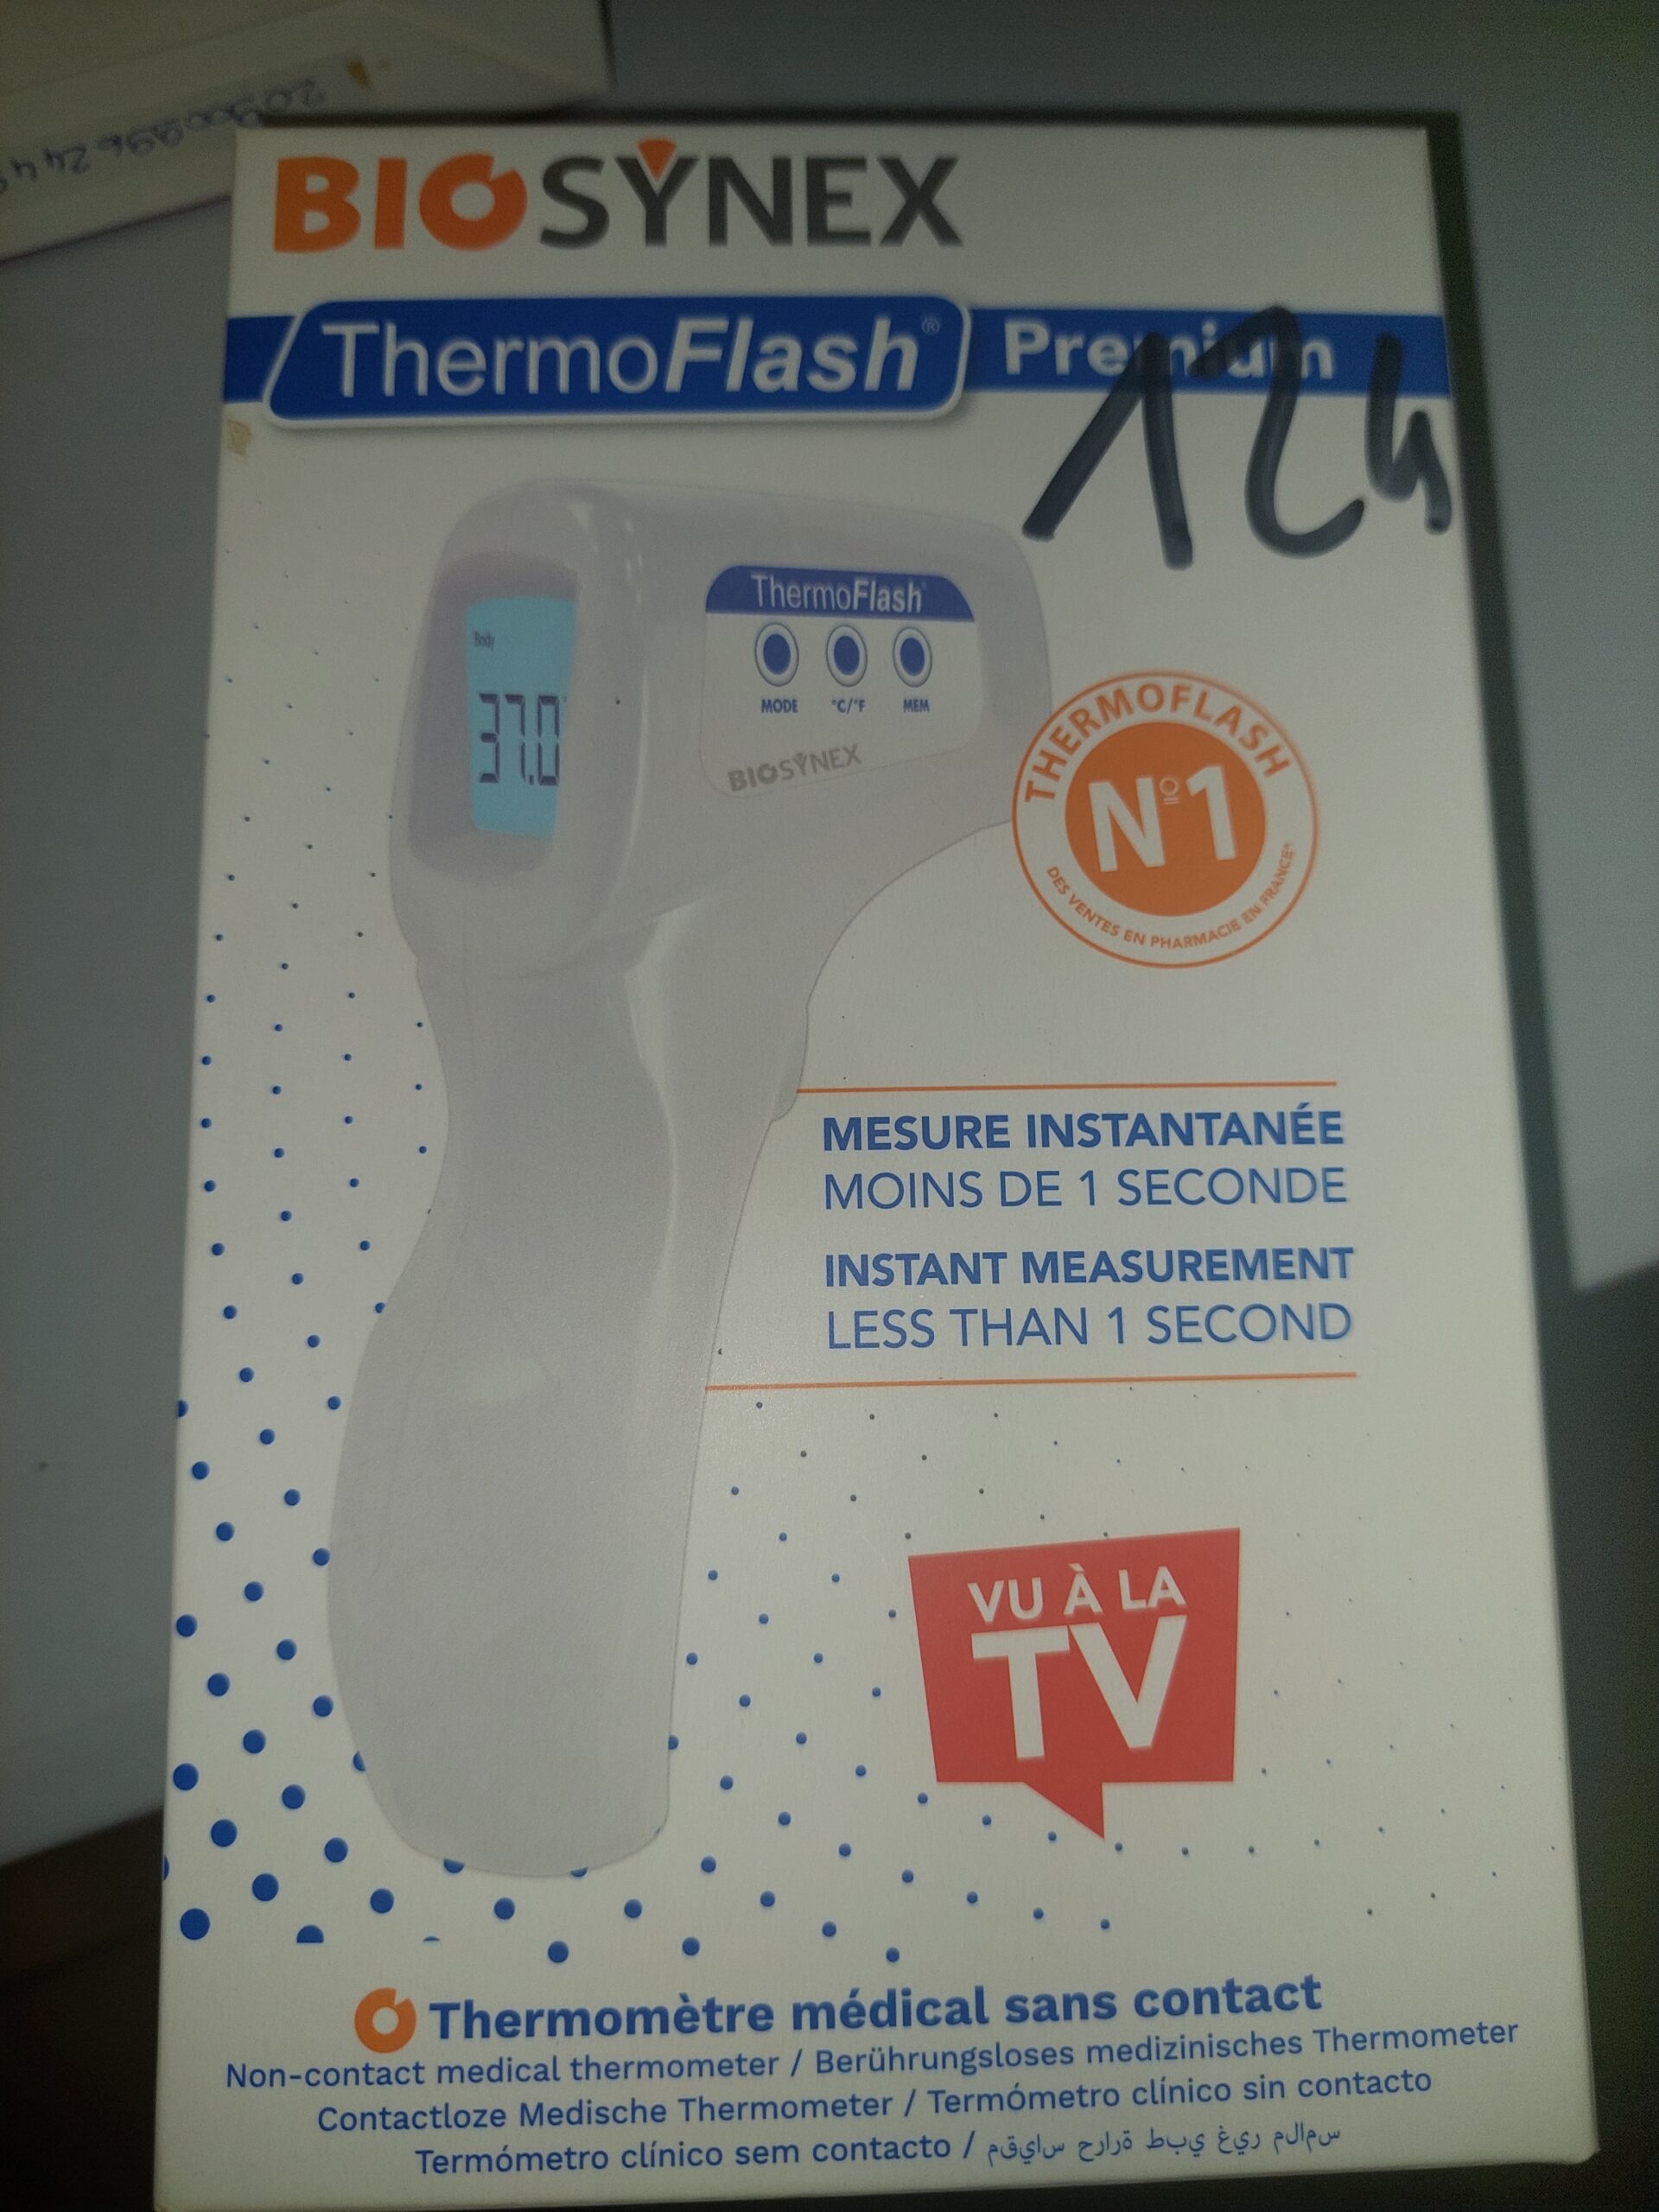 BIOSYNEX
ThermoFlash® Premium
Body
37.0
ThermoFlash
MODE °C/°F MEM
BIOSYNEX
THERMOFLASH
Nº1
DES VENTES EN PHARMACIE EN FRANCE*
MESURE INSTANTANÉE
MOINS DE 1 SECONDE
INSTANT MEASUREMENT
LESS THAN 1 SECOND
VU À LA
TV
Thermomètre médical sans contact
Non-contact medical thermometer / Berührungsloses medizinisches Thermometer
Contactloze Medische Thermometer / Termómetro clínico sin contacto
Termómetro clínico sem contacto / مقياس حرارة طبي غير ملامس